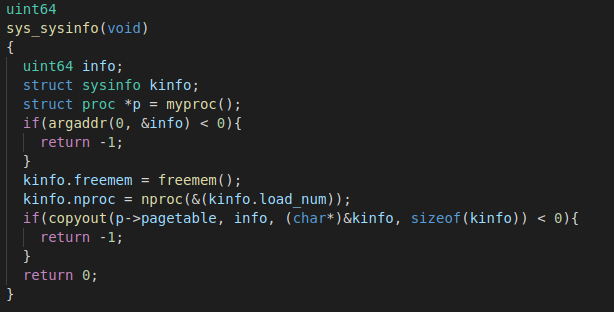 uint64
sys_sysinfo(void)
{
  uint64 info;
  struct sysinfo kinfo;
  struct proc *p = myproc();
  if(argaddr(0, &info) < 0){
    return -1;
  }
  kinfo.freemem = freemem();
  kinfo.nproc = nproc(&(kinfo.load_num));
  if(copyout(p->pagetable, info, (char*)&kinfo, sizeof(kinfo)) < 0){
    return -1;
  }
  return 0;
}